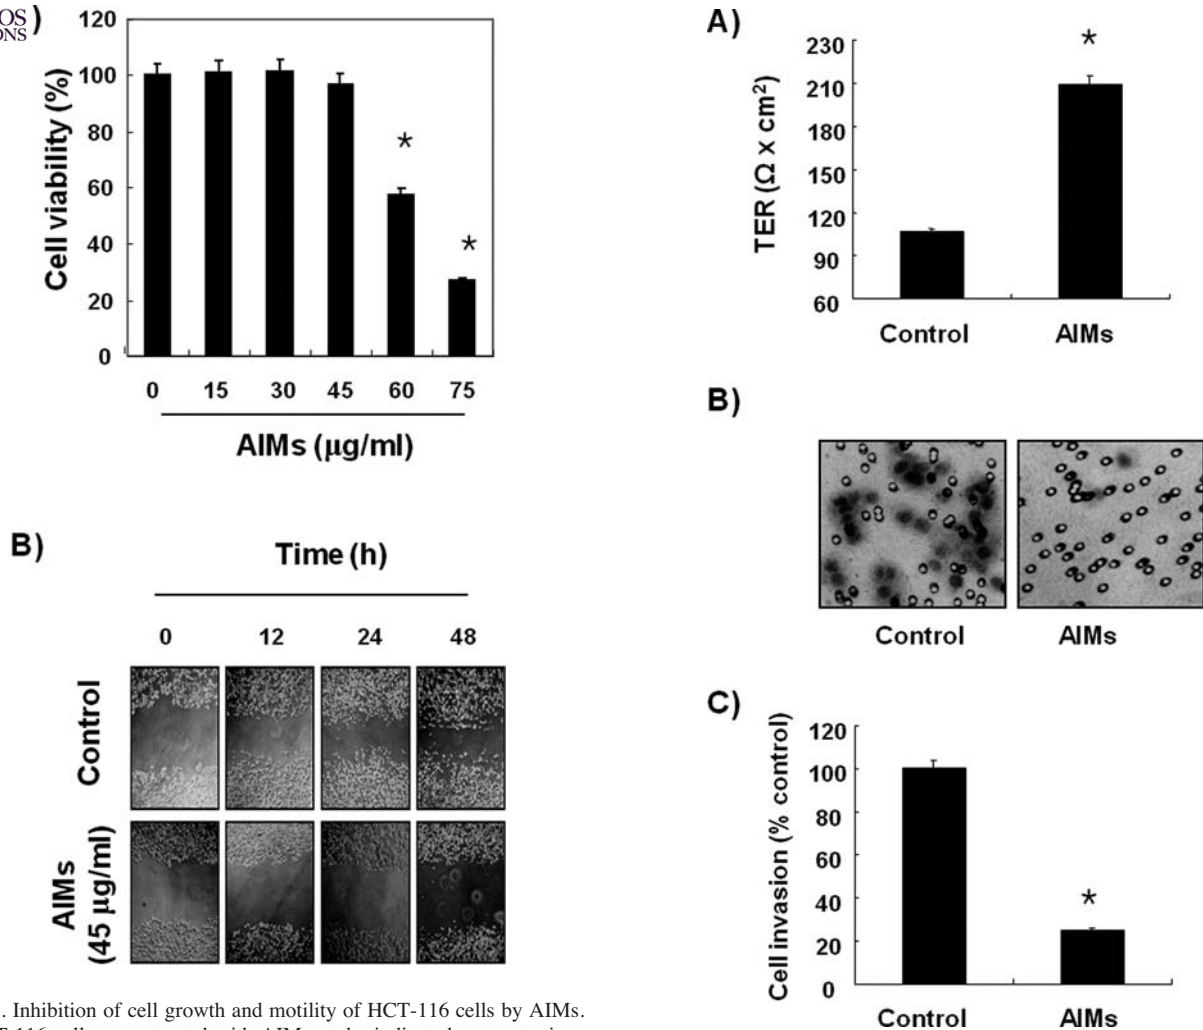 OS
ONS
)
120
100
80
60
40
20
0
Cell viability (%)
*
*
0 15 30 45 60 75
AIMs (μg/ml)
B)
Time (h)
0 12 24 48
Control
AIMs
(45 μg/ml)
. Inhibition of cell growth and motility of HCT-116 cells by AIMs.
A)
230
210
180
150
120
90
60
TER (Ω x cm²)
*
Control AIMs
B)
Control AIMs
C)
120
100
80
60
40
20
0
Cell invasion (% control)
*
Control AIMs